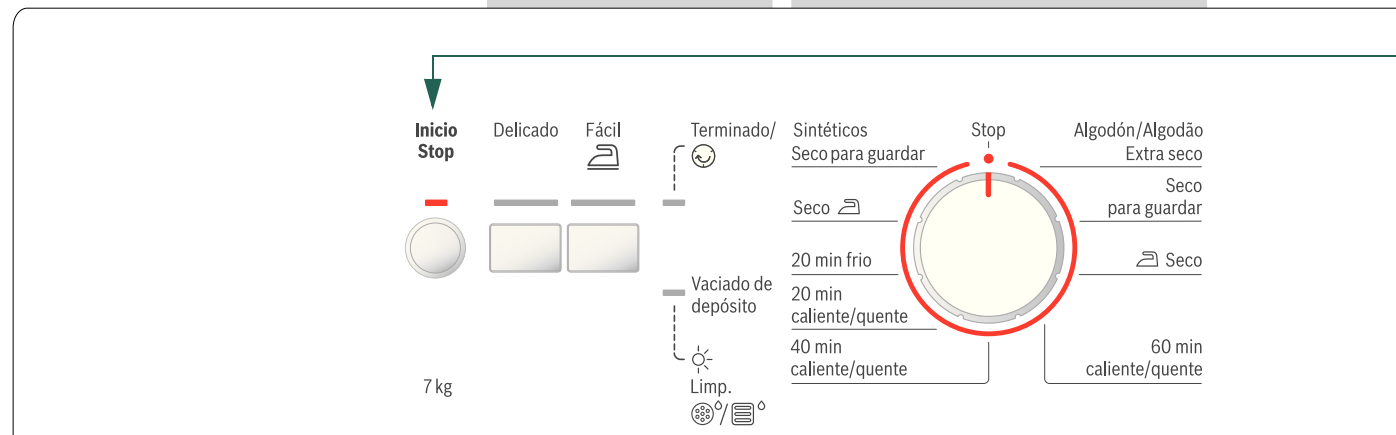 Inicio
Stop
Delicado
Fácil
Terminado/
Vaciado de
depósito
Limp.
/
7 kg
Sintéticos
Seco para guardar
Seco
20 min frio
20 min
caliente/quente
40 min
caliente/quente
Stop
Algodón/Algodão
Extra seco
Seco
para guardar
Seco
60 min
caliente/quente